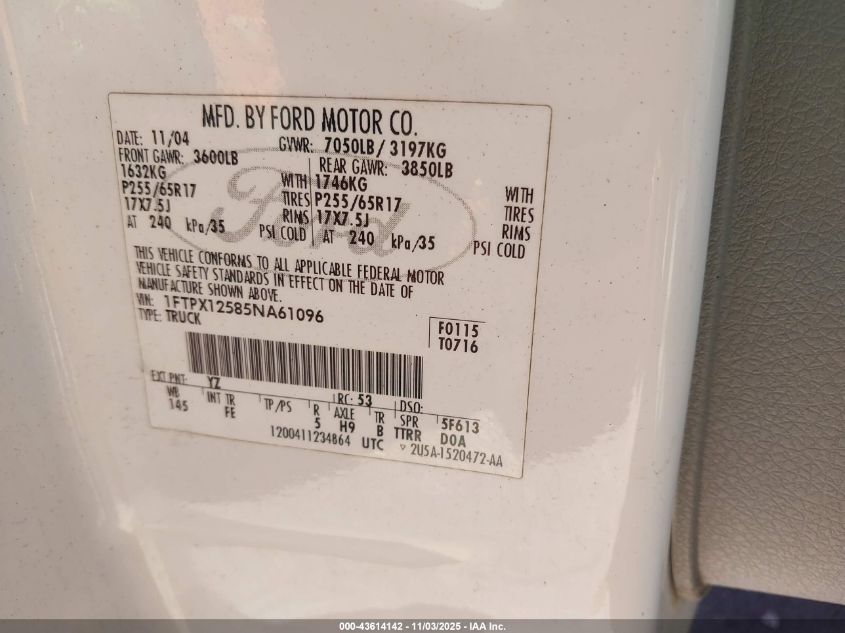 MFD. BY FORD MOTOR CO.
DATE: 11/04 GVWR: 7050LB / 3197KG
FRONT GAWR: 3600LB REAR GAWR: 3850LB
1632KG WITH 1746KG WITH
P255/65R17 TIRES P255/65R17 TIRES
17X7.5J RIMS 17X7.5J RIMS
AT 240 kPa/35 PSI COLD AT 240 kPa/35 PSI COLD
Ford
THIS VEHICLE CONFORMS TO ALL APPLICABLE FEDERAL MOTOR
VEHICLE SAFETY STANDARDS IN EFFECT ON THE DATE OF
MANUFACTURE SHOWN ABOVE.
VIN: 1FTPX12585NA61096
TYPE: TRUCK
F0115
T0716
EXT PNT: YZ RC: 53 DSO:
WB INT TR TP/PS R AXLE TR SPR 5F613
145 FE 5 H9 B TTRR DOA
1200411234864 UTC ▽ 2U5A-1520472-AA
000-43614142 - 11/03/2025 - IAA Inc.